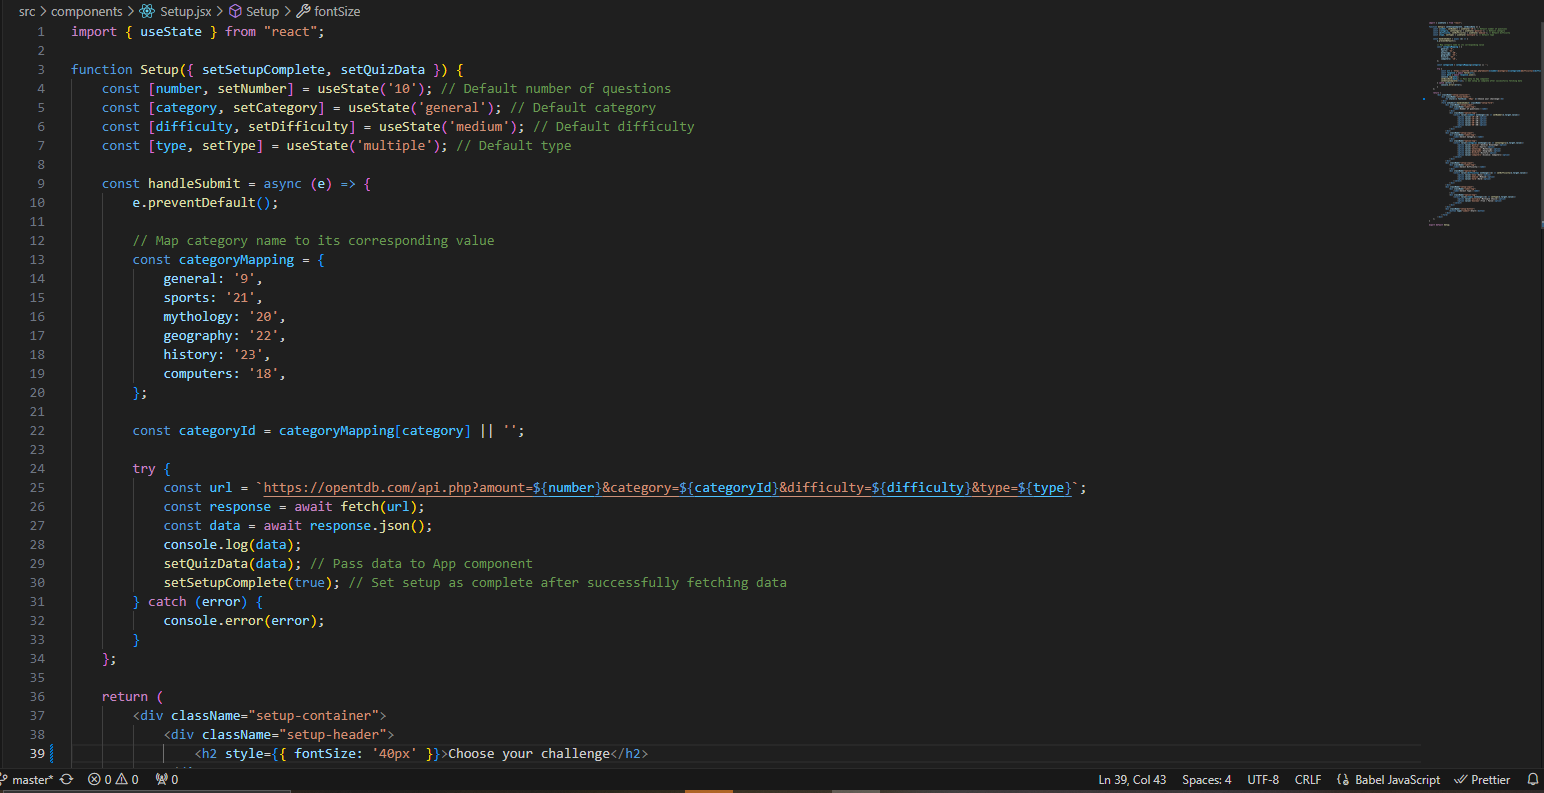 src > components > Setup.jsx > Setup > fontSize
1 import { useState } from "react";
2
3 function Setup({ setSetupComplete, setQuizData }) {
4 const [number, setNumber] = useState('10'); // Default number of questions
5 const [category, setCategory] = useState('general'); // Default category
6 const [difficulty, setDifficulty] = useState('medium'); // Default difficulty
7 const [type, setType] = useState('multiple'); // Default type
8
9 const handleSubmit = async (e) => {
10 e.preventDefault();
11
12 // Map category name to its corresponding value
13 const categoryMapping = {
14 general: '9',
15 sports: '21',
16 mythology: '20',
17 geography: '22',
18 history: '23',
19 computers: '18',
20 };
21
22 const categoryId = categoryMapping[category] || '';
23
24 try {
25 const url = `https://opentdb.com/api.php?amount=${number}&category=${categoryId}&difficulty=${difficulty}&type=${type}`;
26 const response = await fetch(url);
27 const data = await response.json();
28 console.log(data);
29 setQuizData(data); // Pass data to App component
30 setSetupComplete(true); // Set setup as complete after successfully fetching data
31 } catch (error) {
32 console.error(error);
33 }
34 };
35
36 return (
37 <div className="setup-container">
38 <div className="setup-header">
39 <h2 style={{ fontSize: '40px' }}>Choose your challenge</h2>
master* 0 0 0 Ln 39, Col 43 Spaces: 4 UTF-8 CRLF Babel JavaScript Prettier